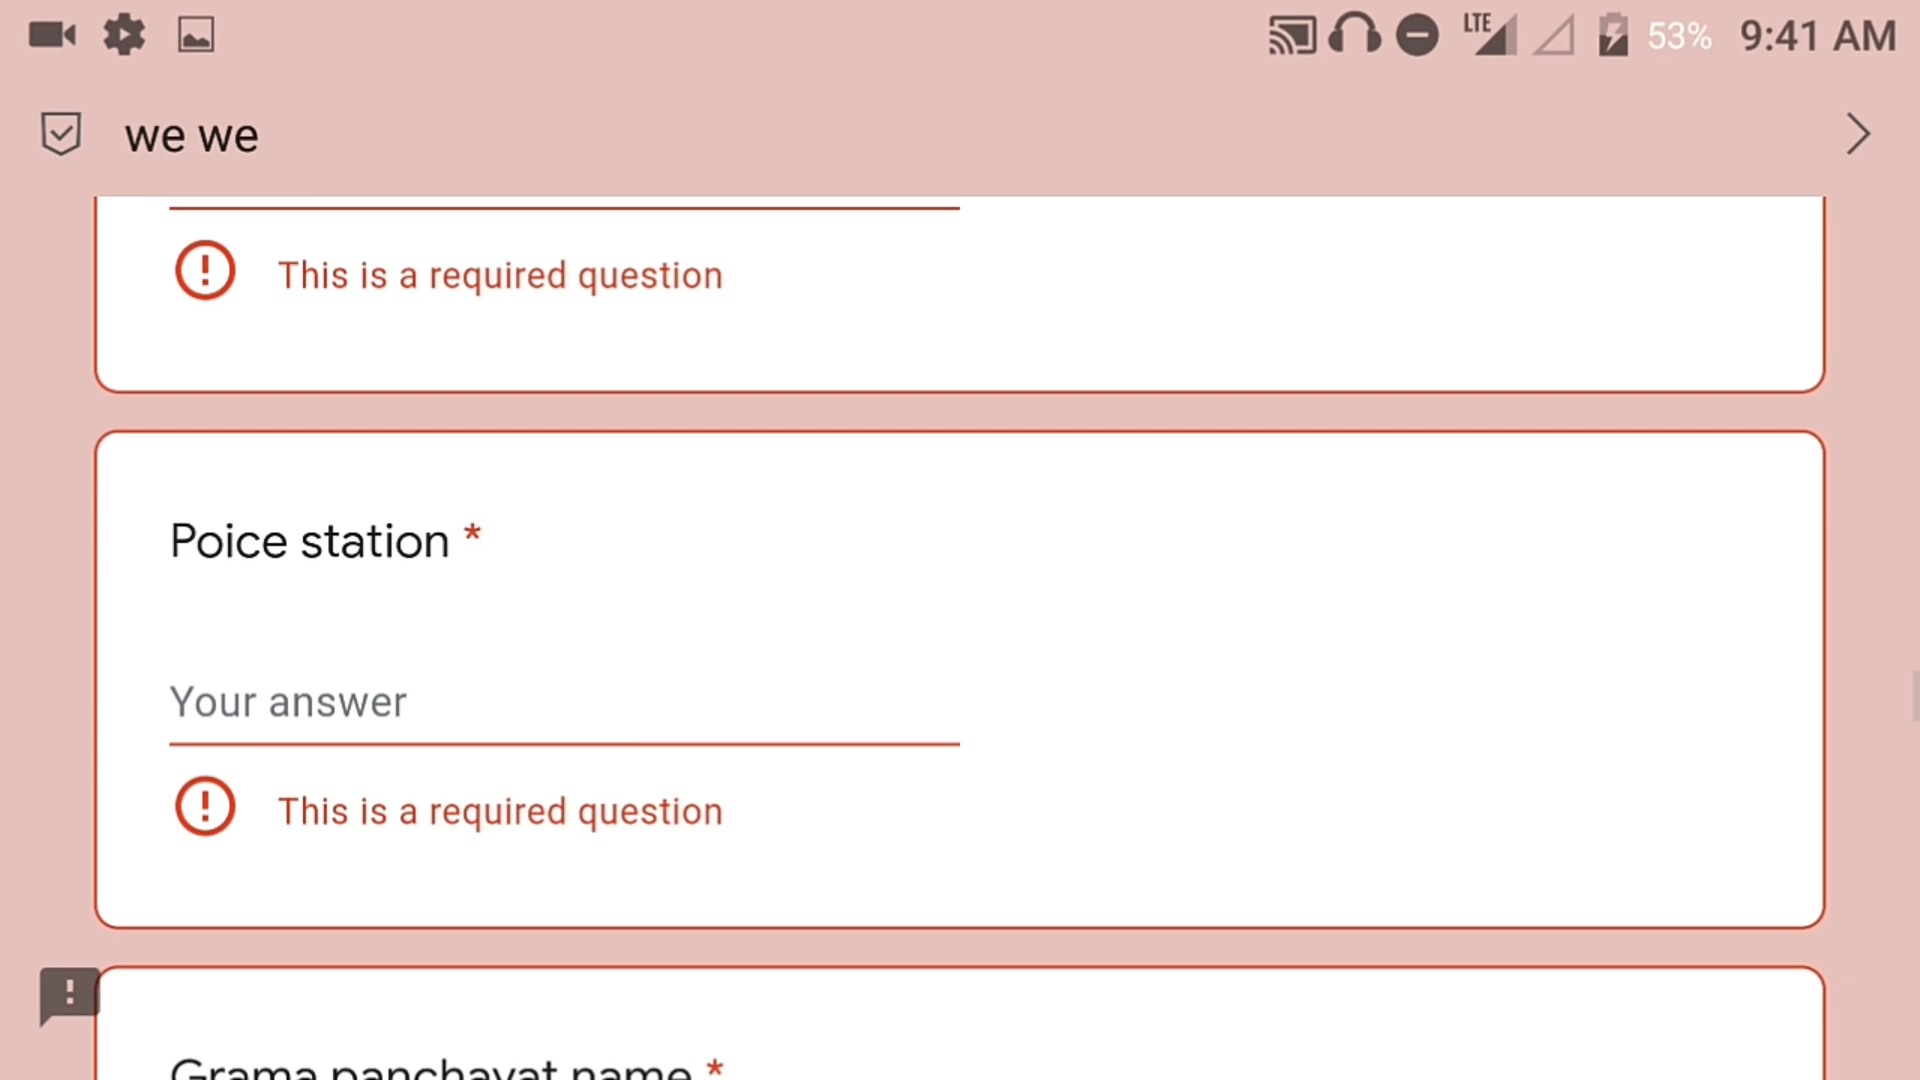 LTE 53% 9:41 AM
we we
This is a required question
Poice station *
Your answer
This is a required question
Grama panchayat name *